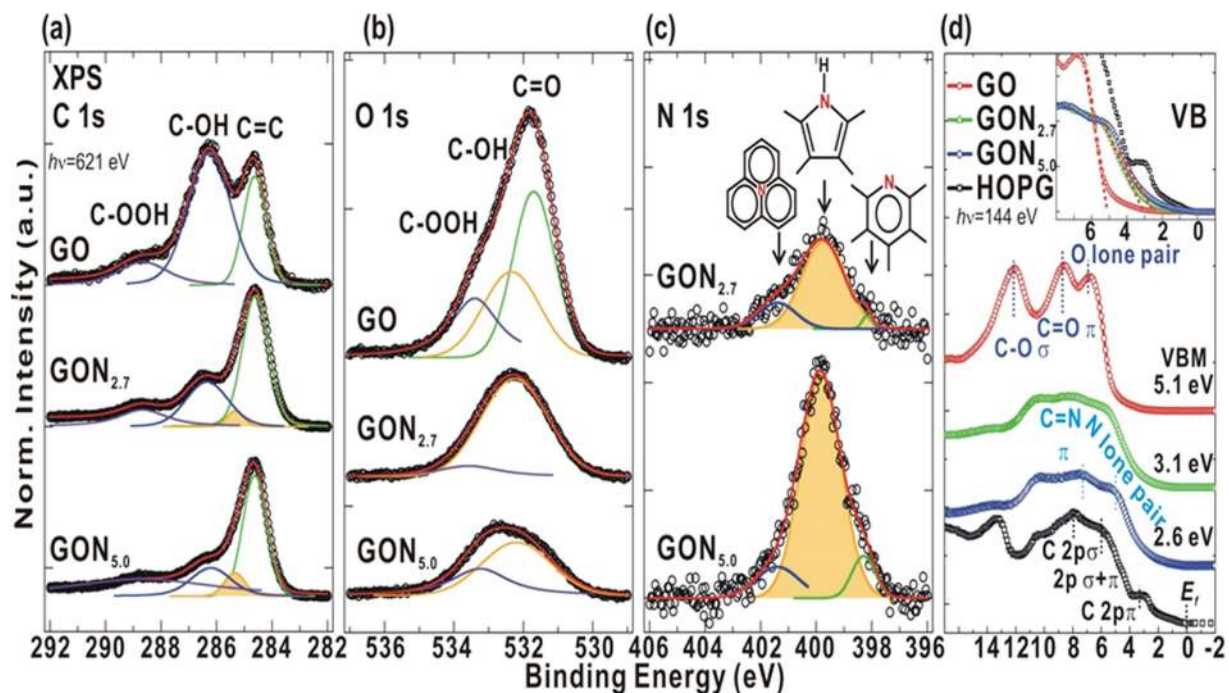 (a)
XPS
C 1s
hν=621 eV
C-OH
C=C
C-OOH
GO
GON2.7
GON5.0
292 290 288 286 284 282
(b)
O 1s
C=O
C-OH
C-OOH
GO
GON2.7
GON5.0
536 534 532 530
(c)
N 1s
H
N
N
N
GON2.7
GON5.0
406 404 402 400 398 396
(d)
GO
GON2.7
GON5.0
HOPG
hν=144 eV
VB
6 4 2 0
O lone pair
C=O π
C-O σ
VBM
5.1 eV
C=N
π
N lone pair
3.1 eV
2.6 eV
C 2pσ
2p σ+π
C 2pπ
Ef
18 14 12 10 8 6 4 2 0 -2
Norm. Intensity (a.u.)
Binding Energy (eV)